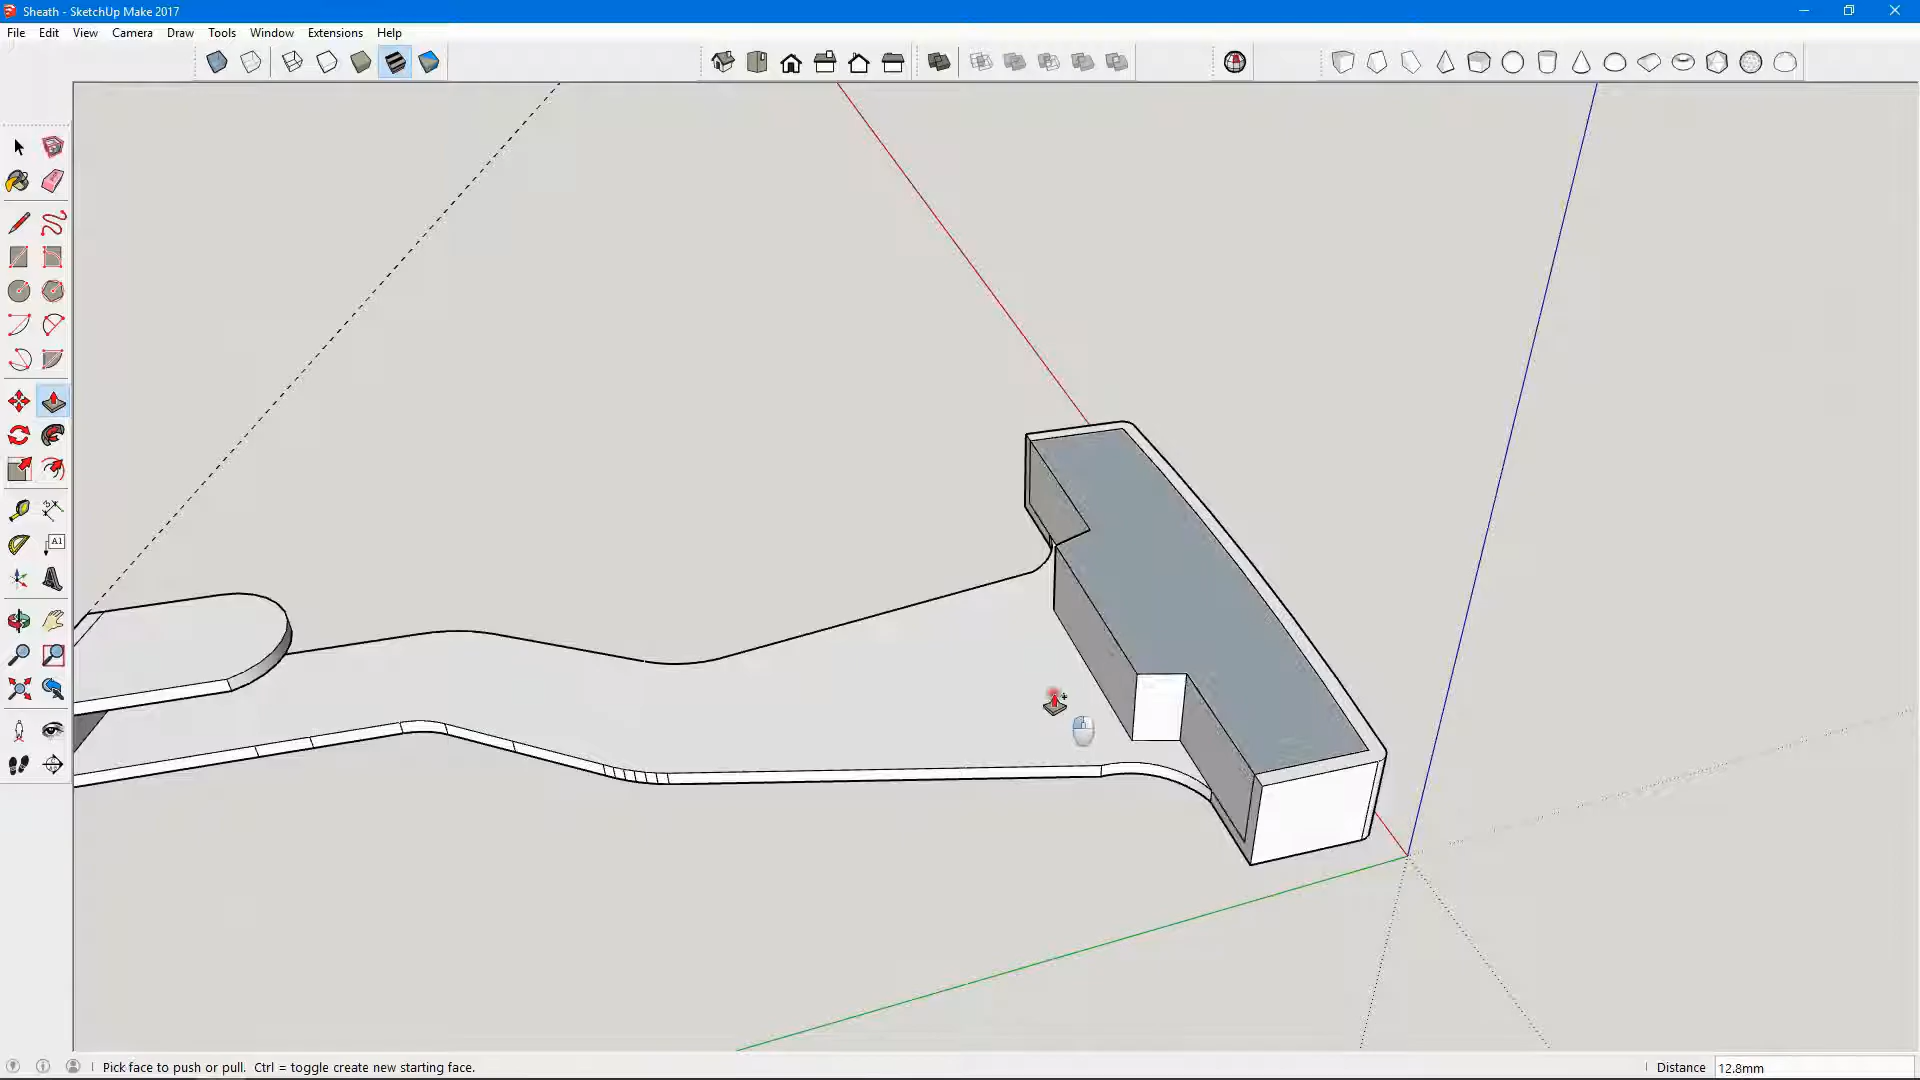 Sheath - SketchUp Make 2017
File Edit View Camera Draw Tools Window Extensions Help
A1
Pick face to push or pull. Ctrl = toggle create new starting face.
Distance 12.8mm